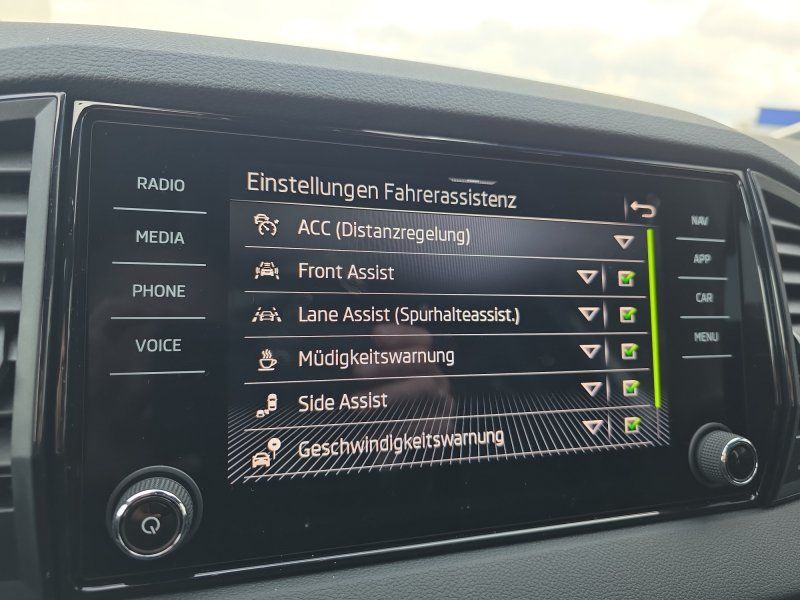 RADIO
MEDIA
PHONE
VOICE
Einstellungen Fahrerassistenz
ACC (Distanzregelung)
Front Assist
Lane Assist (Spurhalteassist.)
Müdigkeitswarnung
Side Assist
Geschwindigkeitswarnung
NAV
APP
CAR
MENU